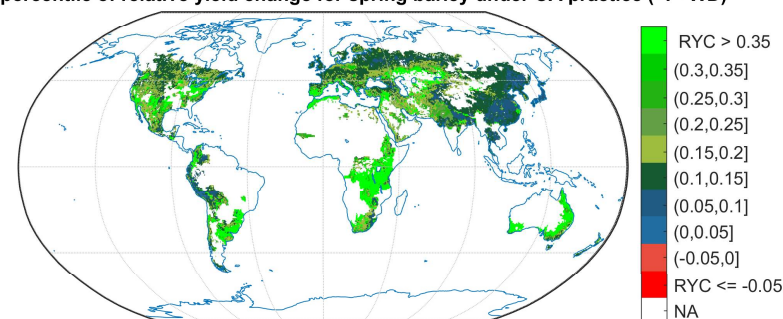 percentile of relative yield change for spring barley under
RYC > 0.35
(0.3,0.35]
(0.25,0.3]
(0.2,0.25]
(0.15,0.2]
(0.1,0.15]
(0.05,0.1]
(0,0.05]
(-0.05,0]
RYC <= -0.05
NA